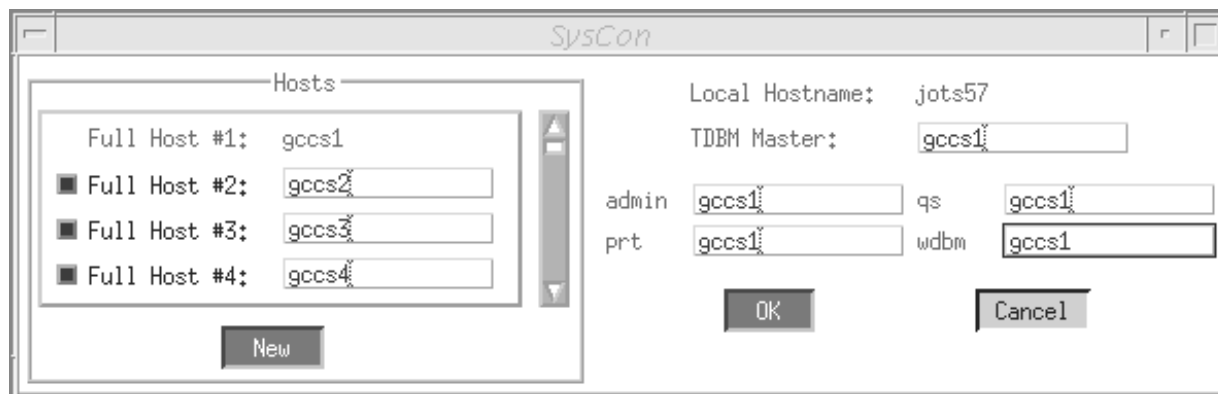 SysCon
Hosts
Full Host #1: gccs1
Full Host #2: gccs2
Full Host #3: gccs3
Full Host #4: gccs4
New
Local Hostname: jots57
TDBM Master: gccs1
admin gccs1 qs gccs1
prt gccs1 wdbm gccs1
OK Cancel